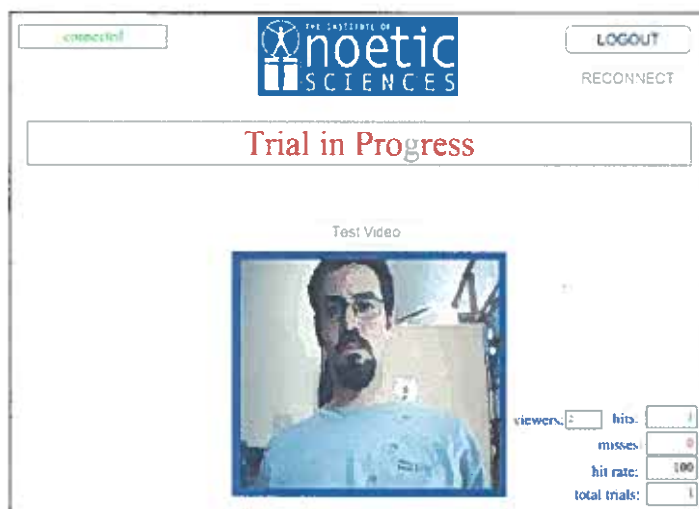 connected
THE INSTITUTE OF
noetic
SCIENCES
LOGOUT
RECONNECT
Trial in Progress
Test Video
viewers:
hits:
misses: 0
hit rate: 100
total trials: 1